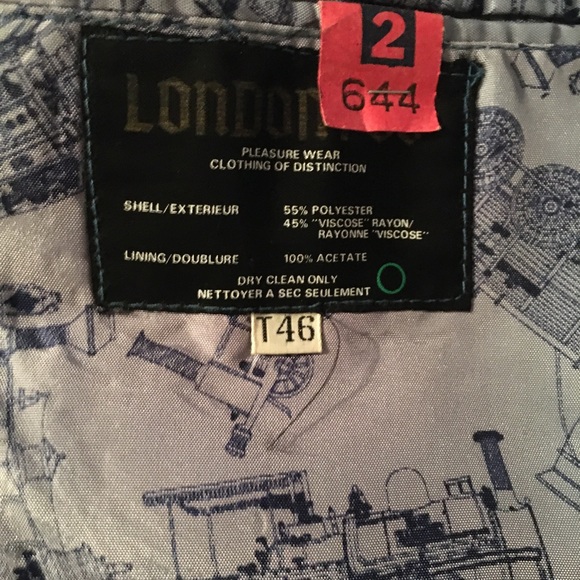 2
644
LONDON
PLEASURE WEAR
CLOTHING OF DISTINCTION
SHELL/EXTERIEUR 55% POLYESTER
45% "VISCOSE" RAYON/
RAYONNE "VISCOSE"
LINING/DOUBLURE 100% ACETATE
DRY CLEAN ONLY
NETTOYER A SEC SEULEMENT
T46